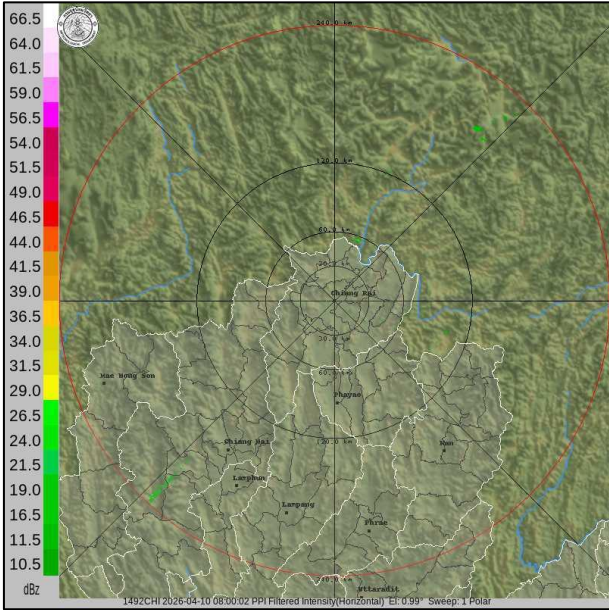 66.5
64.0
61.5
59.0
56.5
54.0
51.5
49.0
46.5
44.0
41.5
39.0
36.5
34.0
31.5
29.0
26.5
24.0
21.5
19.0
16.5
14.0
10.5
dBz
240.0 km
120.0 km
60.0 km
30.0 km
Chiang Rai
30.0 km
60.0 km
Mae Hong Son
Phayao
120.0 km
Chiang Mai
Nan
Lamphun
Lampang
Phrae
240.0 km
Uttaradit
1492CHI 2026-04-10 08:00:02 PPI Filtered Intensity(Horizontal) El: 0.99° Sweep: 1 Polar